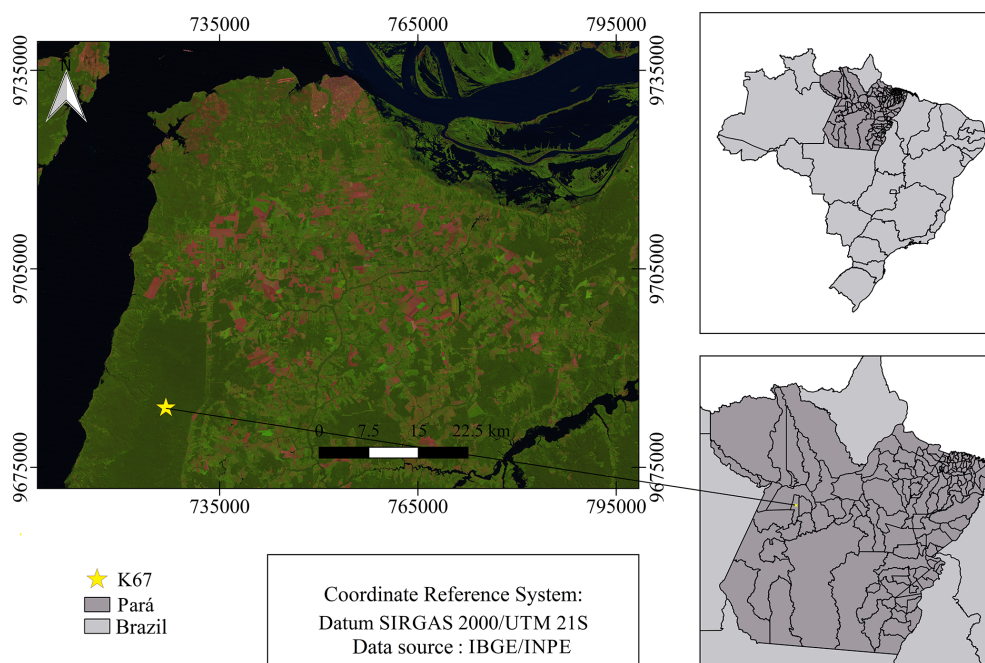 735000
765000
795000
9735000
9735000
N
9705000
9705000
0
7.5
15
22.5 km
9675000
9675000
735000
765000
795000
K67
Pará
Brazil
Coordinate Reference System:
Datum SIRGAS 2000/UTM 21S
Data source : IBGE/INPE